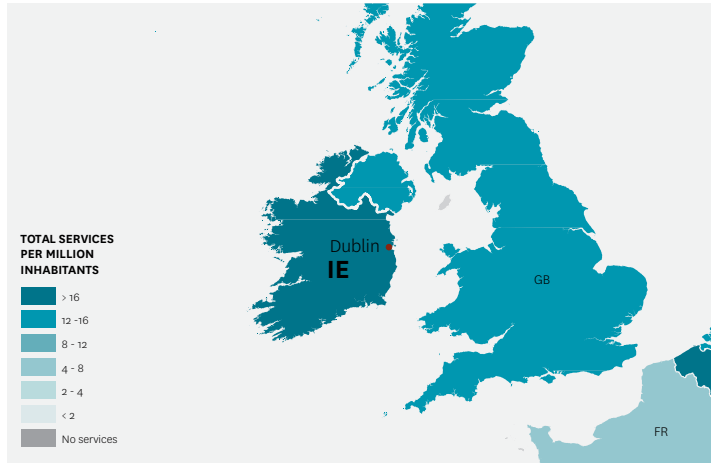 Dublin
IE
GB
FR
TOTAL SERVICES
PER MILLION
INHABITANTS
> 16
12 -16
8 - 12
4 - 8
2 - 4
< 2
No services